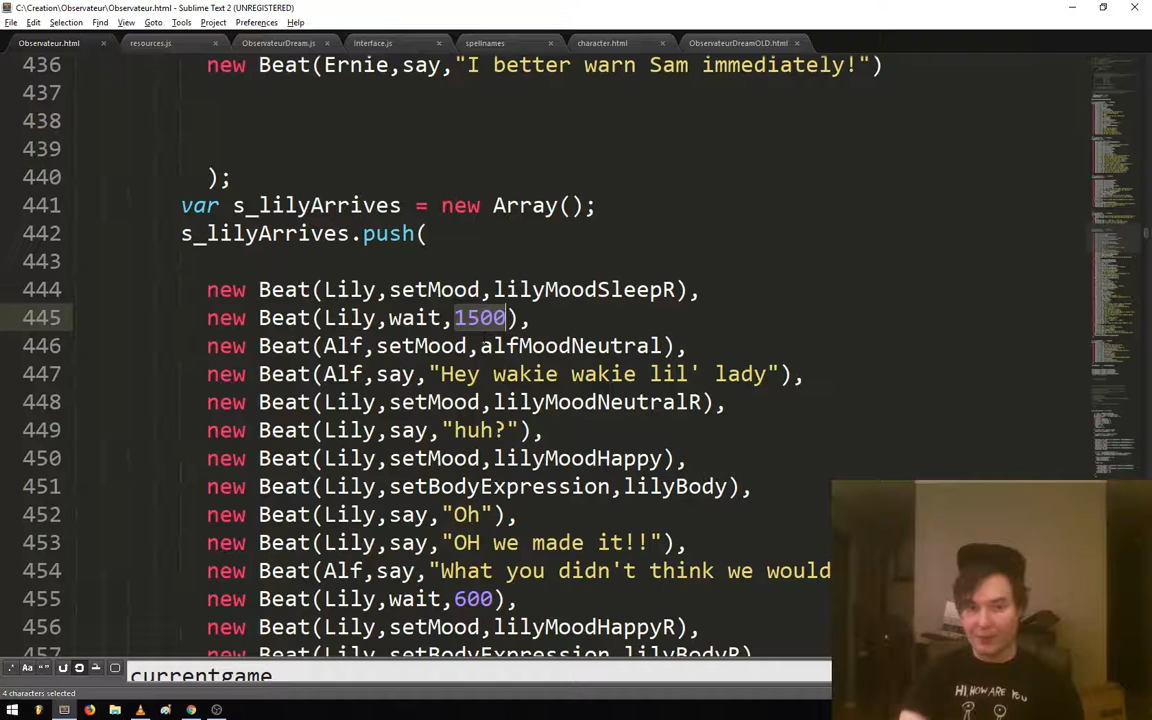 C:\Creation\Observateur\Observateur.html - Sublime Text 2 (UNREGISTERED)
File Edit Selection Find View Goto Tools Project Preferences Help
Observateur.html × resources.js × ObservateurDream.js × interface.js × spellnames × character.html × ObservateurDreamOLD.html ×
436 new Beat(Ernie,say,"I better warn Sam immediately!")
437
438
439
440 );
441 var s_lilyArrives = new Array();
442 s_lilyArrives.push(
443
444 new Beat(Lily,setMood,lilyMoodSleepR),
445 new Beat(Lily,wait,1500),
446 new Beat(Alf,setMood,alfMoodNeutral),
447 new Beat(Alf,say,"Hey wakie wakie lil' lady"),
448 new Beat(Lily,setMood,lilyMoodNeutralR),
449 new Beat(Lily,say,"huh?"),
450 new Beat(Lily,setMood,lilyMoodHappy),
451 new Beat(Lily,setBodyExpression,lilyBody),
452 new Beat(Lily,say,"Oh"),
453 new Beat(Lily,say,"OH we made it!!"),
454 new Beat(Alf,say,"What you didn't think we would
455 new Beat(Lily,wait,600),
456 new Beat(Lily,setMood,lilyMoodHappyR),
457 new Beat(Lily,setBodyExpression,lilyBodyR)
.* Aa “”
currentgame
4 characters selected
HI, HOW ARE YOU